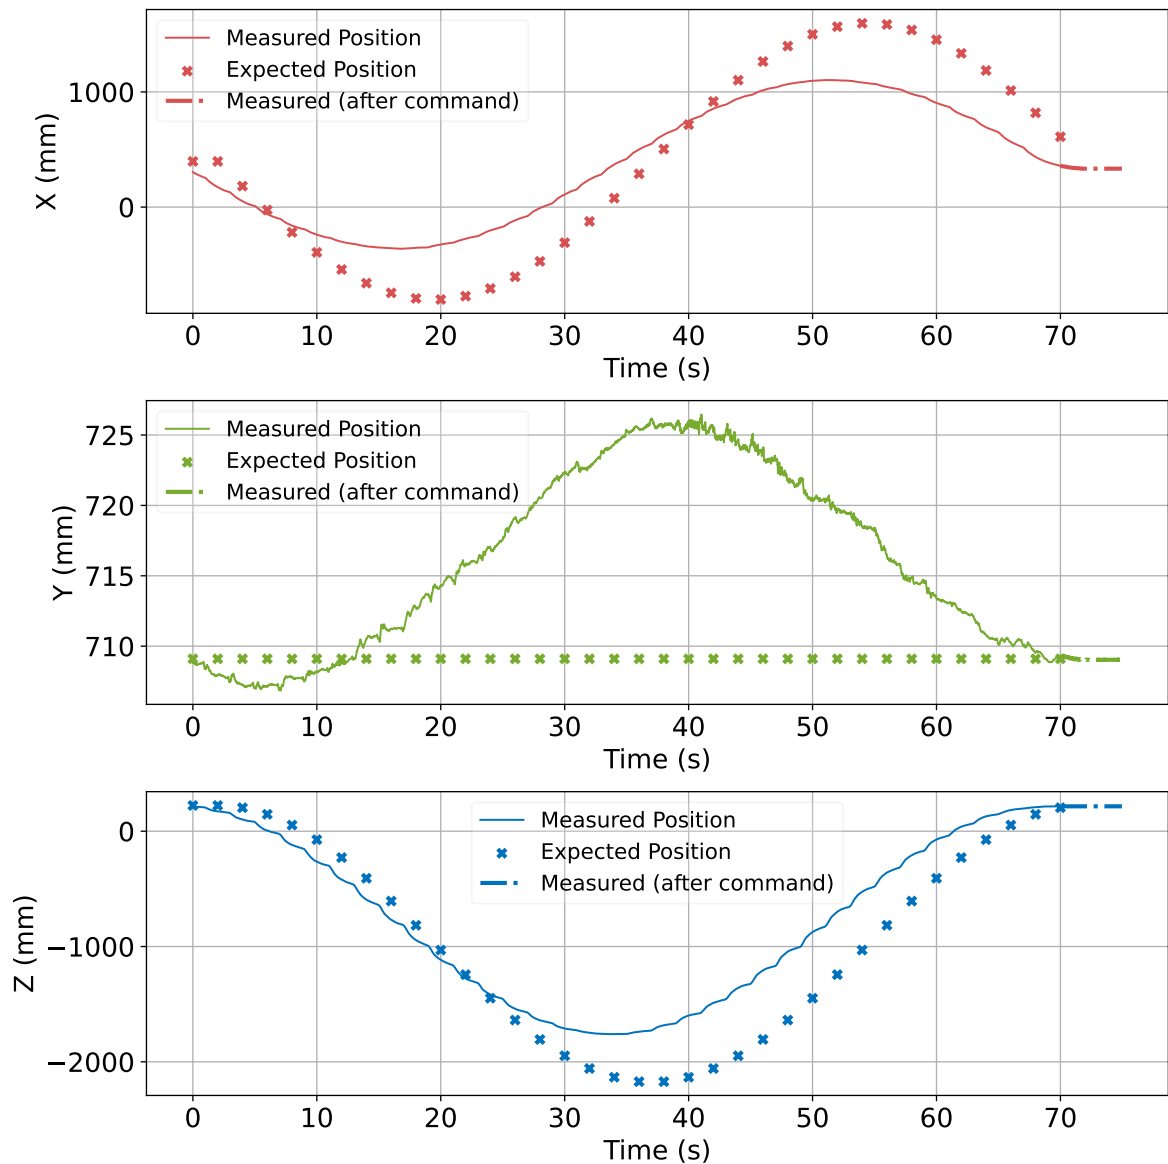 Measured Position
Expected Position
Measured (after command)
X (mm)
1000
0
0 10 20 30 40 50 60 70
Time (s)
Measured Position
Expected Position
Measured (after command)
Y (mm)
725
720
715
710
0 10 20 30 40 50 60 70
Time (s)
Measured Position
Expected Position
Measured (after command)
Z (mm)
0
−1000
−2000
0 10 20 30 40 50 60 70
Time (s)